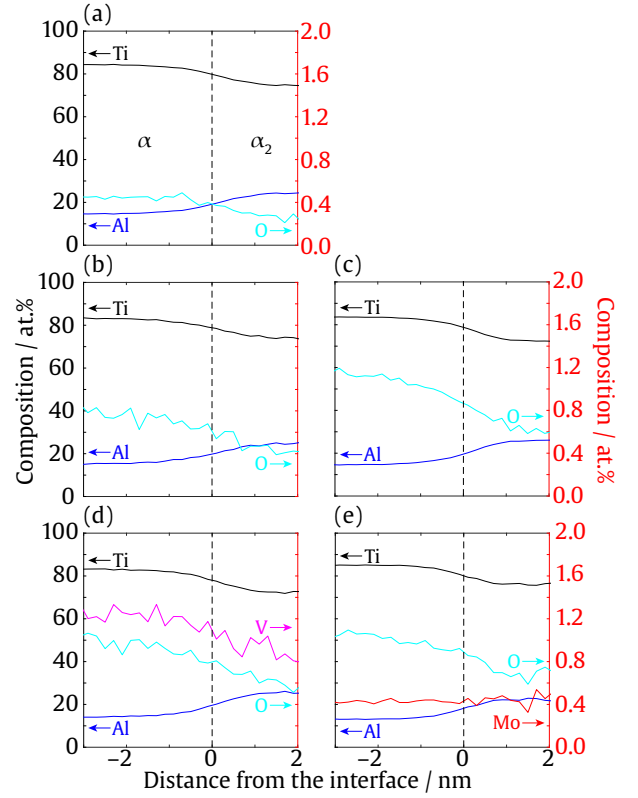 (a)
100
80
60
40
20
0
2.0
1.6
1.2
0.8
0.4
0.0
Ti
α
α2
Al
O
(b)
(c)
100
80
60
40
20
0
2.0
1.6
1.2
0.8
0.4
0.0
Ti
Al
O
Ti
Al
O
Composition / at.%
Composition / at.%
(d)
(e)
100
80
60
40
20
0
2.0
1.6
1.2
0.8
0.4
0.0
Ti
V
O
Al
Ti
O
Al
Mo
−2
0
2
−2
0
2
Distance from the interface / nm